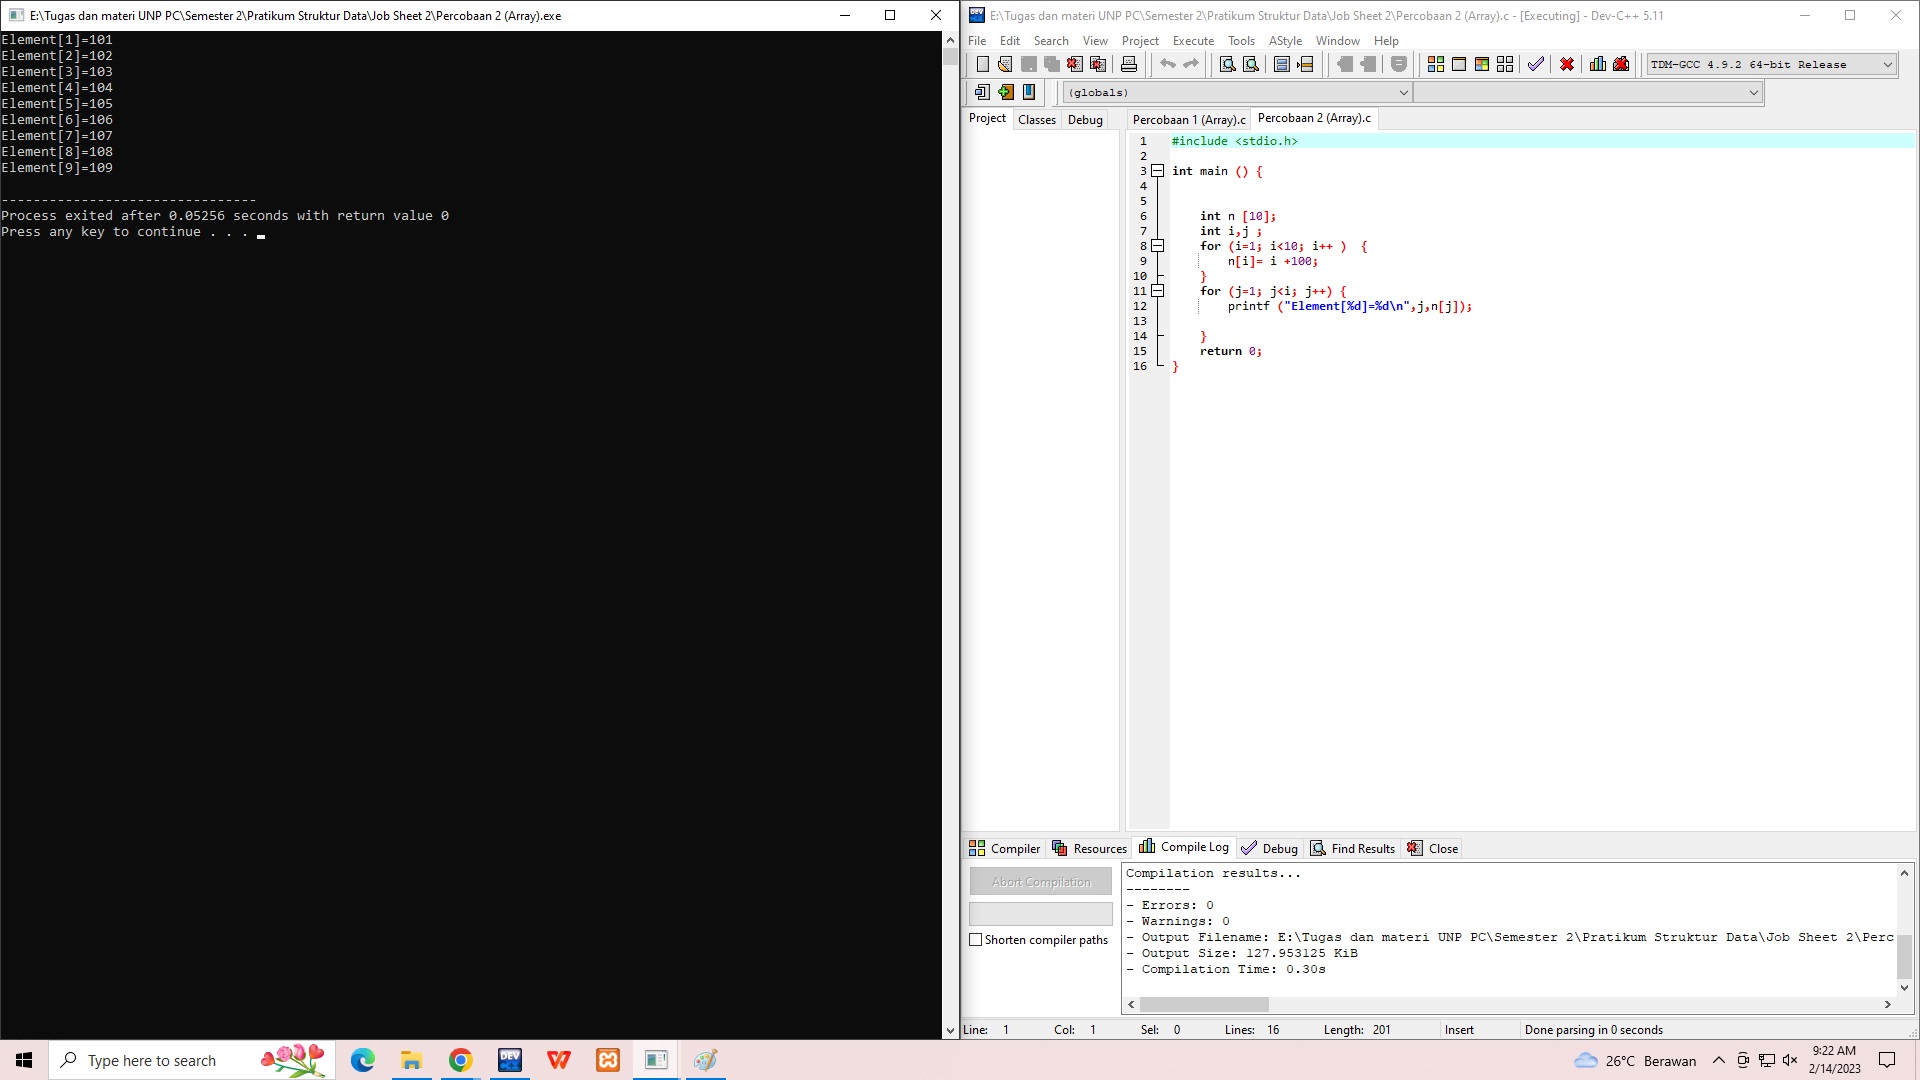 E:\Tugas dan materi UNP PC\Semester 2\Pratikum Struktur Data\Job Sheet 2\Percobaan 2 (Array).exe
Element[1]=101
Element[2]=102
Element[3]=103
Element[4]=104
Element[5]=105
Element[6]=106
Element[7]=107
Element[8]=108
Element[9]=109
--------------------------------
Process exited after 0.05256 seconds with return value 0
Press any key to continue . . .
E:\Tugas dan materi UNP PC\Semester 2\Pratikum Struktur Data\Job Sheet 2\Percobaan 2 (Array).c - [Executing] - Dev-C++ 5.11
File Edit Search View Project Execute Tools AStyle Window Help
TDM-GCC 4.9.2 64-bit Release
(globals)
Project Classes Debug
Percobaan 1 (Array).c Percobaan 2 (Array).c
1 #include <stdio.h>
2
3 int main () {
4
5
6 int n [10];
7 int i,j ;
8 for (i=1; i<10; i++ )  {
9 n[i]= i +100;
10 }
11 for (j=1; j<i; j++) {
12 printf ("Element[%d]=%d\n",j,n[j]);
13
14 }
15 return 0;
16 }
Compiler Resources Compile Log Debug Find Results Close
Abort Compilation
Shorten compiler paths
Compilation results...
--------
- Errors: 0
- Warnings: 0
- Output Filename: E:\Tugas dan materi UNP PC\Semester 2\Pratikum Struktur Data\Job Sheet 2\Perc
- Output Size: 127.953125 KiB
- Compilation Time: 0.30s
Line: 1 Col: 1 Sel: 0 Lines: 16 Length: 201 Insert Done parsing in 0 seconds
Type here to search
DEV
26°C Berawan
9:22 AM
2/14/2023